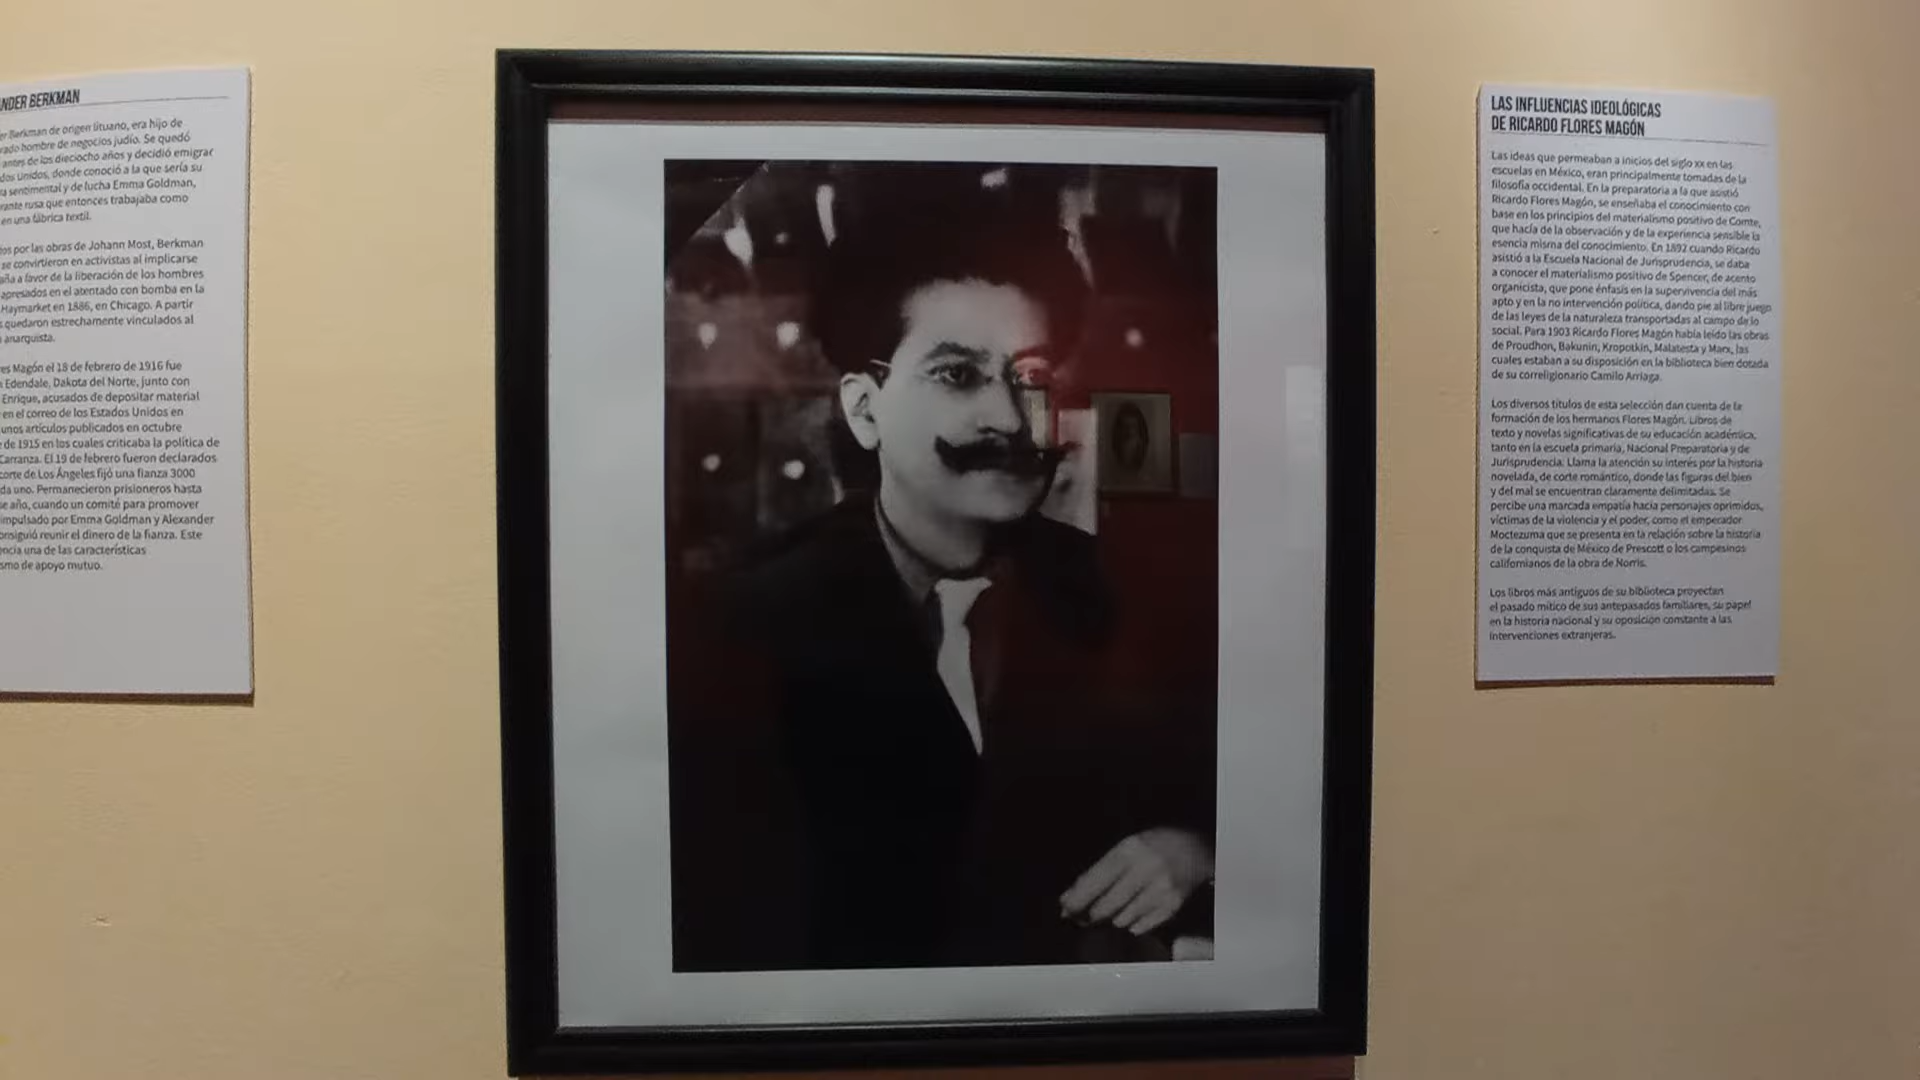 NDER BERKMAN
er Berkman de origen lituano, era hijo de
rado hombre de negocios judío. Se quedó
antes de los dieciocho años y decidió emigrar
dos Unidos, donde conoció a la que sería su
a sentimental y de lucha Emma Goldman,
rante rusa que entonces trabajaba como
en una fábrica textil.
os por las obras de Johann Most, Berkman
se convirtieron en activistas al implicarse
aña a favor de la liberación de los hombres
apresados en el atentado con bomba en la
Haymarket en 1886, en Chicago. A partir
quedaron estrechamente vinculados al
anarquista.
es Magón el 18 de febrero de 1916 fue
Edendale, Dakota del Norte, junto con
Enrique, acusados de depositar material
en el correo de los Estados Unidos en
unos artículos publicados en octubre
de 1915 en los cuales criticaba la política de
Carranza. El 19 de febrero fueron declarados
corte de Los Ángeles fijó una fianza 3000
da uno. Permanecieron prisioneros hasta
e año, cuando un comité para promover
impulsado por Emma Goldman y Alexander
onsiguió reunir el dinero de la fianza. Este
encia una de las características
smo de apoyo mutuo.
LAS INFLUENCIAS IDEOLÓGICAS
DE RICARDO FLORES MAGÓN
Las ideas que permeaban a inicios del siglo XX en las
escuelas en México, eran principalmente tomadas de la
filosofía occidental. En la preparatoria a la que asistió
Ricardo Flores Magón, se enseñaba el conocimiento con
base en los principios del materialismo positivo de Comte,
que hacía de la observación y de la experiencia sensible la
esencia misma del conocimiento. En 1892 cuando Ricardo
asistió a la Escuela Nacional de Jurisprudencia, se daba
a conocer el materialismo positivo de Spencer, de acento
organicista, que pone énfasis en la supervivencia del más
apto y en la no intervención política, dando pie al libre juego
de las leyes de la naturaleza transportadas al campo de lo
social. Para 1903 Ricardo Flores Magón había leído las obras
de Proudhon, Bakunin, Kropotkin, Malatesta y Marx, las
cuales estaban a su disposición en la biblioteca bien dotada
de su correligionario Camilo Arriaga.
Los diversos títulos de esta selección dan cuenta de la
formación de los hermanos Flores Magón. Libros de
texto y novelas significativas de su educación académica,
tanto en la escuela primaria, Nacional Preparatoria y de
Jurisprudencia. Llama la atención su interés por la historia
novelada, de corte romántico, donde las figuras del bien
y del mal se encuentran claramente delimitadas. Se
percibe una marcada empatía hacia personajes oprimidos,
víctimas de la violencia y el poder, como el emperador
Moctezuma que se presenta en la relación sobre la historia
de la conquista de México de Prescott o los campesinos
californianos de la obra de Norris.
Los libros más antiguos de su biblioteca proyectan
el pasado mítico de sus antepasados familiares, su papel
en la historia nacional y su oposición constante a las
intervenciones extranjeras.